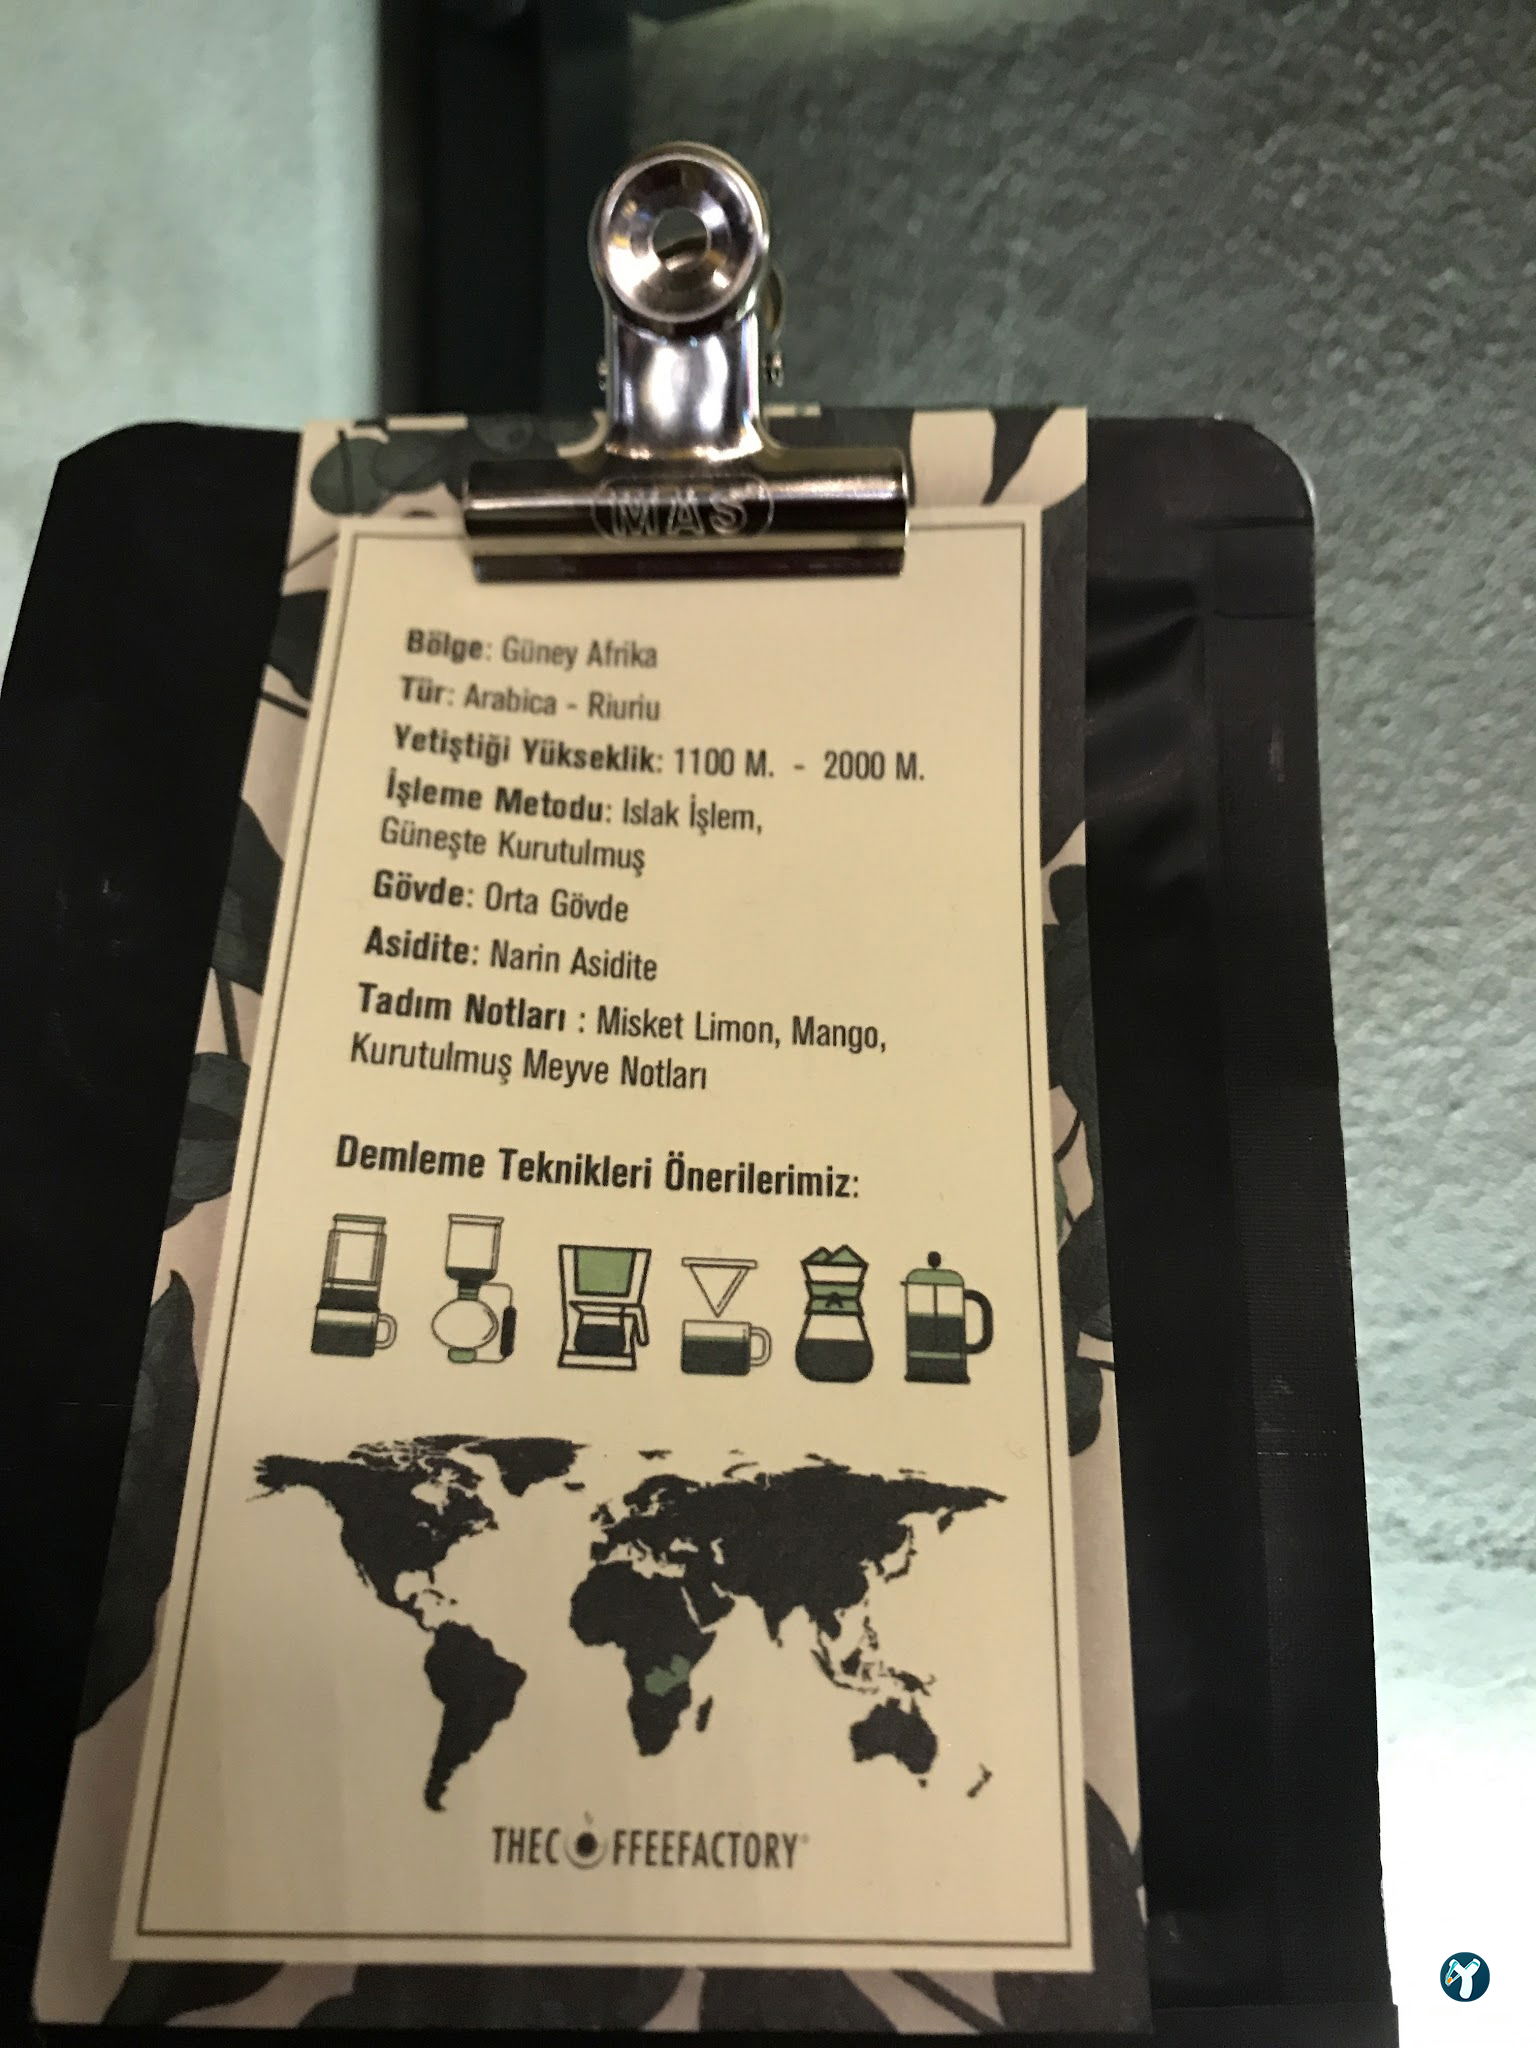 MAS
Bölge: Güney Afrika
Tür: Arabica - Riuriu
Yetiştiği Yükseklik: 1100 M. - 2000 M.
İşleme Metodu: Islak İşlem,
Güneşte Kurutulmuş
Gövde: Orta Gövde
Asidite: Narin Asidite
Tadım Notları : Misket Limon, Mango,
Kurutulmuş Meyve Notları
Demleme Teknikleri Önerilerimiz:
THECOFFEEFACTORY